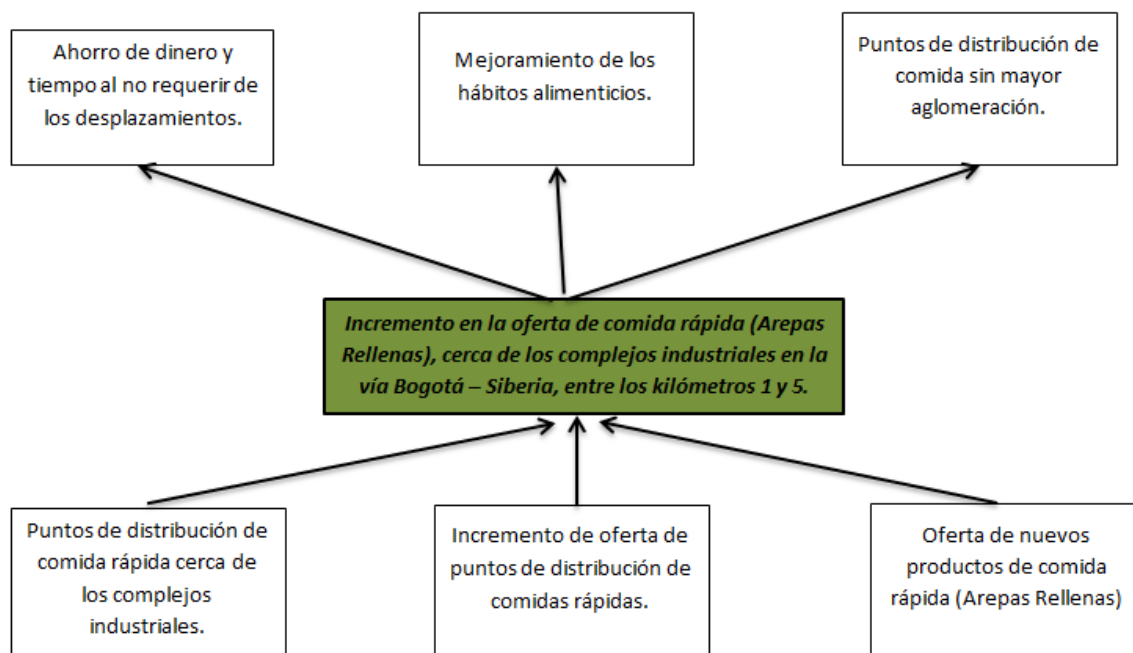 Ahorro de dinero y
tiempo al no requerir de
los desplazamientos.
Mejoramiento de los
hábitos alimenticios.
Puntos de distribución de
comida sin mayor
aglomeración.
Incremento en la oferta de comida rápida (Arepas
Rellenas), cerca de los complejos industriales en la
vía Bogotá – Siberia, entre los kilómetros 1 y 5.
Puntos de distribución de
comida rápida cerca de
los complejos
industriales.
Incremento de oferta de
puntos de distribución de
comidas rápidas.
Oferta de nuevos
productos de comida
rápida (Arepas Rellenas)